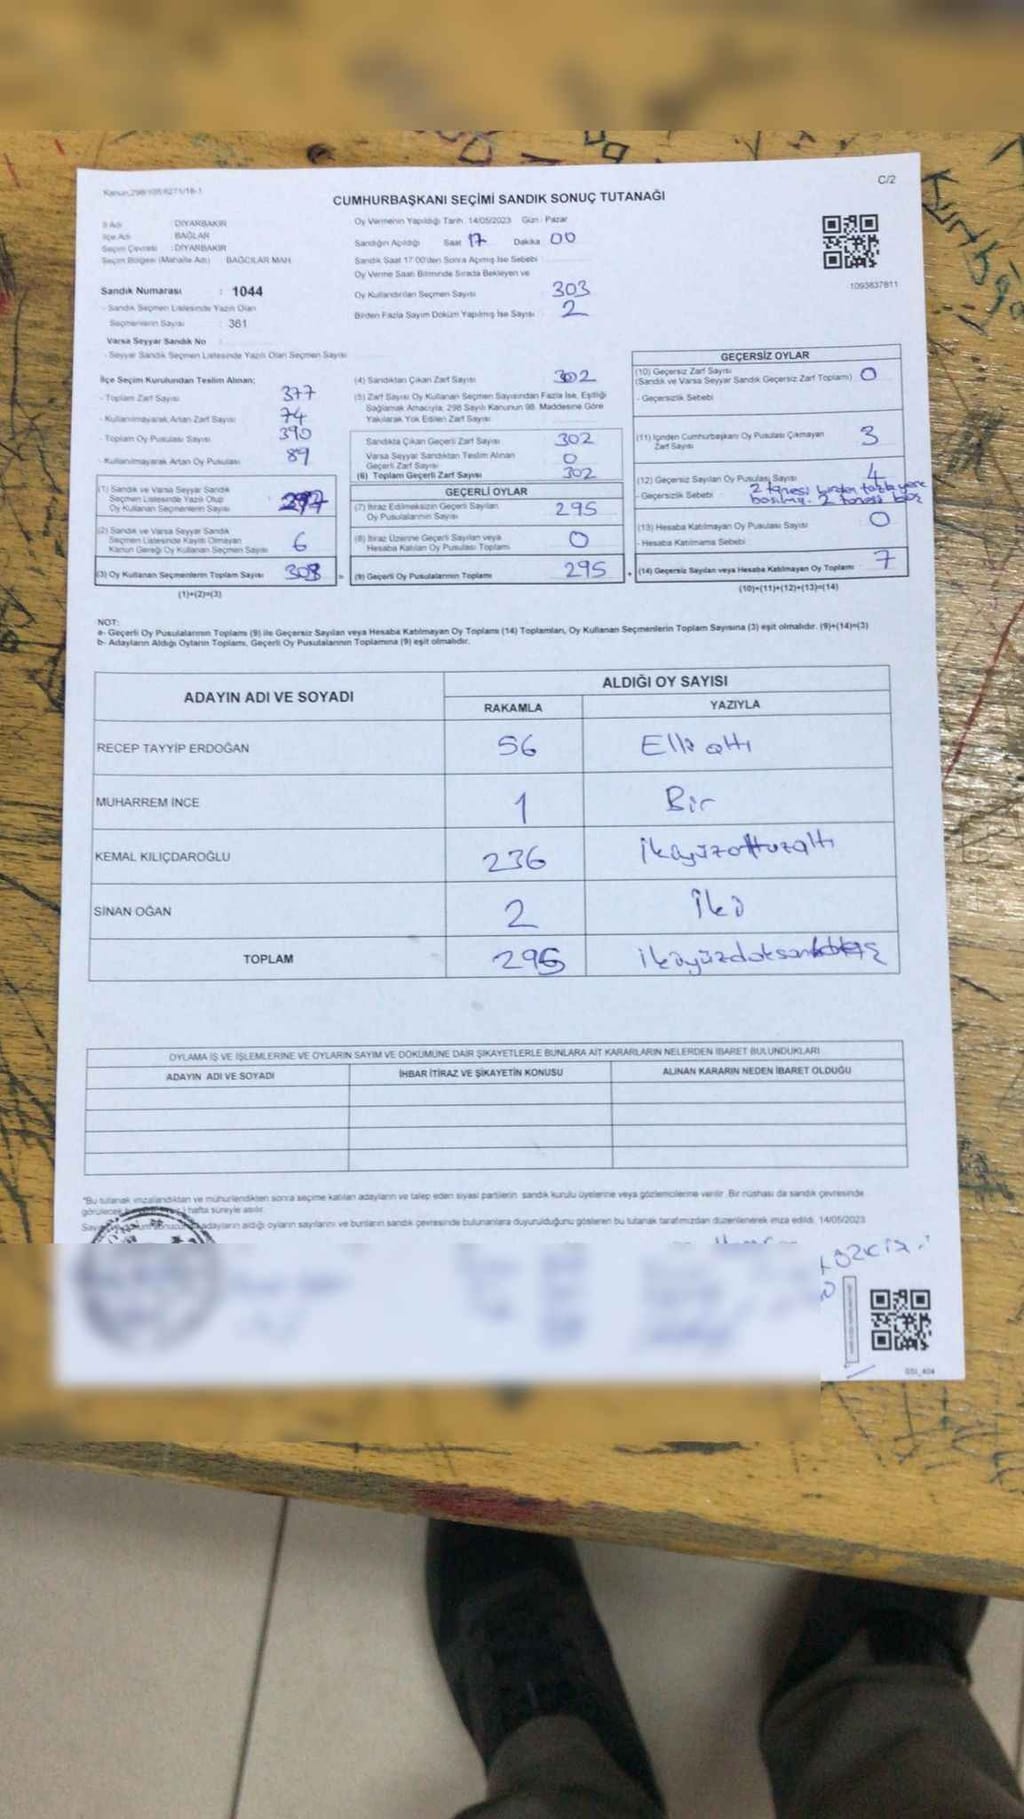 C/2
CUMHURBAŞKANI SEÇİMİ SANDIK SONUÇ TUTANAĞI
İl Adı : DİYARBAKIR
İlçe Adı : BAĞLAR
Seçim Çevresi : DİYARBAKIR
Seçim Bölgesi (Mahalle Adı) : BAĞCILAR MAH
Oy Vermenin Yapıldığı Tarih 14/05/2023 Gün : Pazar
Sandığın Açıldığı Saat 17 Dakika 00
Sandık Saat 17:00'den Sonra Açılmış İse Sebebi
Oy Verme Saati Bitiminde Sırada Bekleyen ve
Oy Kullandırılan Seçmen Sayısı 303
Birden Fazla Sayım Döküm Yapılmış İse Sayısı 2
1093837811
Sandık Numarası : 1044
- Sandık Seçmen Listesinde Yazılı Olan
Seçmenlerin Sayısı : 361
Varsa Seyyar Sandık No
- Seyyar Sandık Seçmen Listesinde Yazılı Olan Seçmen Sayısı
İlçe Seçim Kurulundan Teslim Alınan;
- Toplam Zarf Sayısı 377
- Kullanılmayarak Artan Zarf Sayısı 74
- Toplam Oy Pusulası Sayısı 390
- Kullanılmayarak Artan Oy Pusulası 89
(1) Sandık ve Varsa Seyyar Sandık
Seçmen Listesinde Yazılı Olup
Oy Kullanan Seçmenlerin Sayısı
(2) Sandık ve Varsa Seyyar Sandık
Seçmen Listesinde Kayıtlı Olmayan
Kanun Gereği Oy Kullanan Seçmen Sayısı 6
(3) Oy Kullanan Seçmenlerin Toplam Sayısı
(1)+(2)=(3)
(4) Sandıktan Çıkan Zarf Sayısı 302
(5) Zarf Sayısı Oy Kullanan Seçmen Sayısından Fazla İse, Eşitliği
Sağlamak Amacıyla, 298 Sayılı Kanunun 98. Maddesine Göre
Yakılarak Yok Edilen Zarf Sayısı
Sandıkta Çıkan Geçerli Zarf Sayısı 302
Varsa Seyyar Sandıktan Teslim Alınan
Geçerli Zarf Sayısı 0
(6) Toplam Geçerli Zarf Sayısı 302
GEÇERLİ OYLAR
(7) İtiraz Edilmeksizin Geçerli Sayılan
Oy Pusulalarının Sayısı 295
(8) İtiraz Üzerine Geçerli Sayılan veya
Hesaba Katılan Oy Pusulası Toplamı 0
= (9) Geçerli Oy Pusulalarının Toplamı 295
GEÇERSİZ OYLAR
(10) Geçersiz Zarf Sayısı
(Sandık ve Varsa Seyyar Sandık Geçersiz Zarf Toplamı) 0
- Geçersizlik Sebebi
(11) İçinden Cumhurbaşkanı Oy Pusulası Çıkmayan
Zarf Sayısı 3
(12) Geçersiz Sayılan Oy Pusulası Sayısı 4
- Geçersizlik Sebebi 2 tanesi birden fazla yere
basılmış. 2 tanesi boş
(13) Hesaba Katılmayan Oy Pusulası Sayısı 0
- Hesaba Katılmama Sebebi
+ (14) Geçersiz Sayılan veya Hesaba Katılmayan Oy Toplamı 7
(10)+(11)+(12)+(13)=(14)
NOT:
a- Geçerli Oy Pusulalarının Toplamı (9) ile Geçersiz Sayılan veya Hesaba Katılmayan Oy Toplamı (14) Toplamları, Oy Kullanan Seçmenlerin Toplam Sayısına (3) eşit olmalıdır. (9)+(14)=(3)
b- Adayların Aldığı Oyların Toplamı, Geçerli Oy Pusulalarının Toplamına (9) eşit olmalıdır.
ADAYIN ADI VE SOYADI
ALDIĞI OY SAYISI
RAKAMLA YAZIYLA
RECEP TAYYİP ERDOĞAN 56 Elli altı
MUHARREM İNCE 1 Bir
KEMAL KILIÇDAROĞLU 236 ikiyüzotuzaltı
SİNAN OĞAN 2 iki
TOPLAM 295
OYLAMA İŞ VE İŞLEMLERİNE VE OYLARIN SAYIM VE DÖKÜMÜNE DAİR ŞİKAYETLERLE BUNLARA AİT KARARLARIN NELERDEN İBARET BULUNDUKLARI
ADAYIN ADI VE SOYADI İHBAR İTİRAZ VE ŞİKAYETİN KONUSU ALINAN KARARIN NEDEN İBARET OLDUĞU
"Bu tutanak imzalandıktan ve mühürlendikten sonra seçime katılan adayların ve talep eden siyasi partilerin sandık kurulu üyelerine veya gözlemcilerine verilir. Bir nüshası da sandık çevresinde
görülecek hafta süreyle asılır.
adayların aldığı oyların sayılarını ve bunların sandık çevresinde bulunanlara duyurulduğunu gösteren bu tutanak tarafımızdan düzenlenerek imza edildi. 14/05/2023